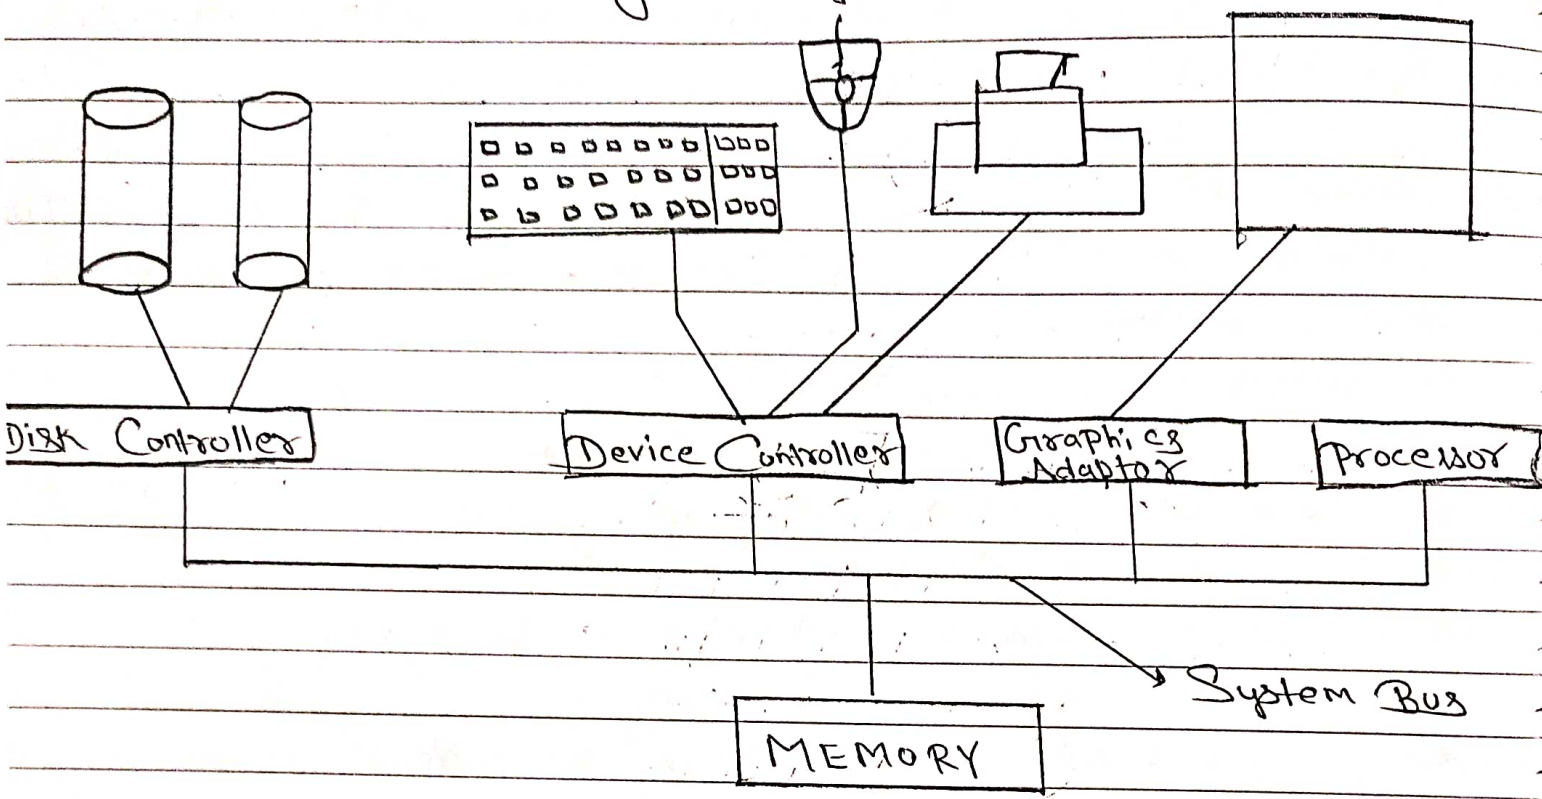 Disk Controller
Device Controller
Graphics
Adaptor
Processor
System Bus
MEMORY